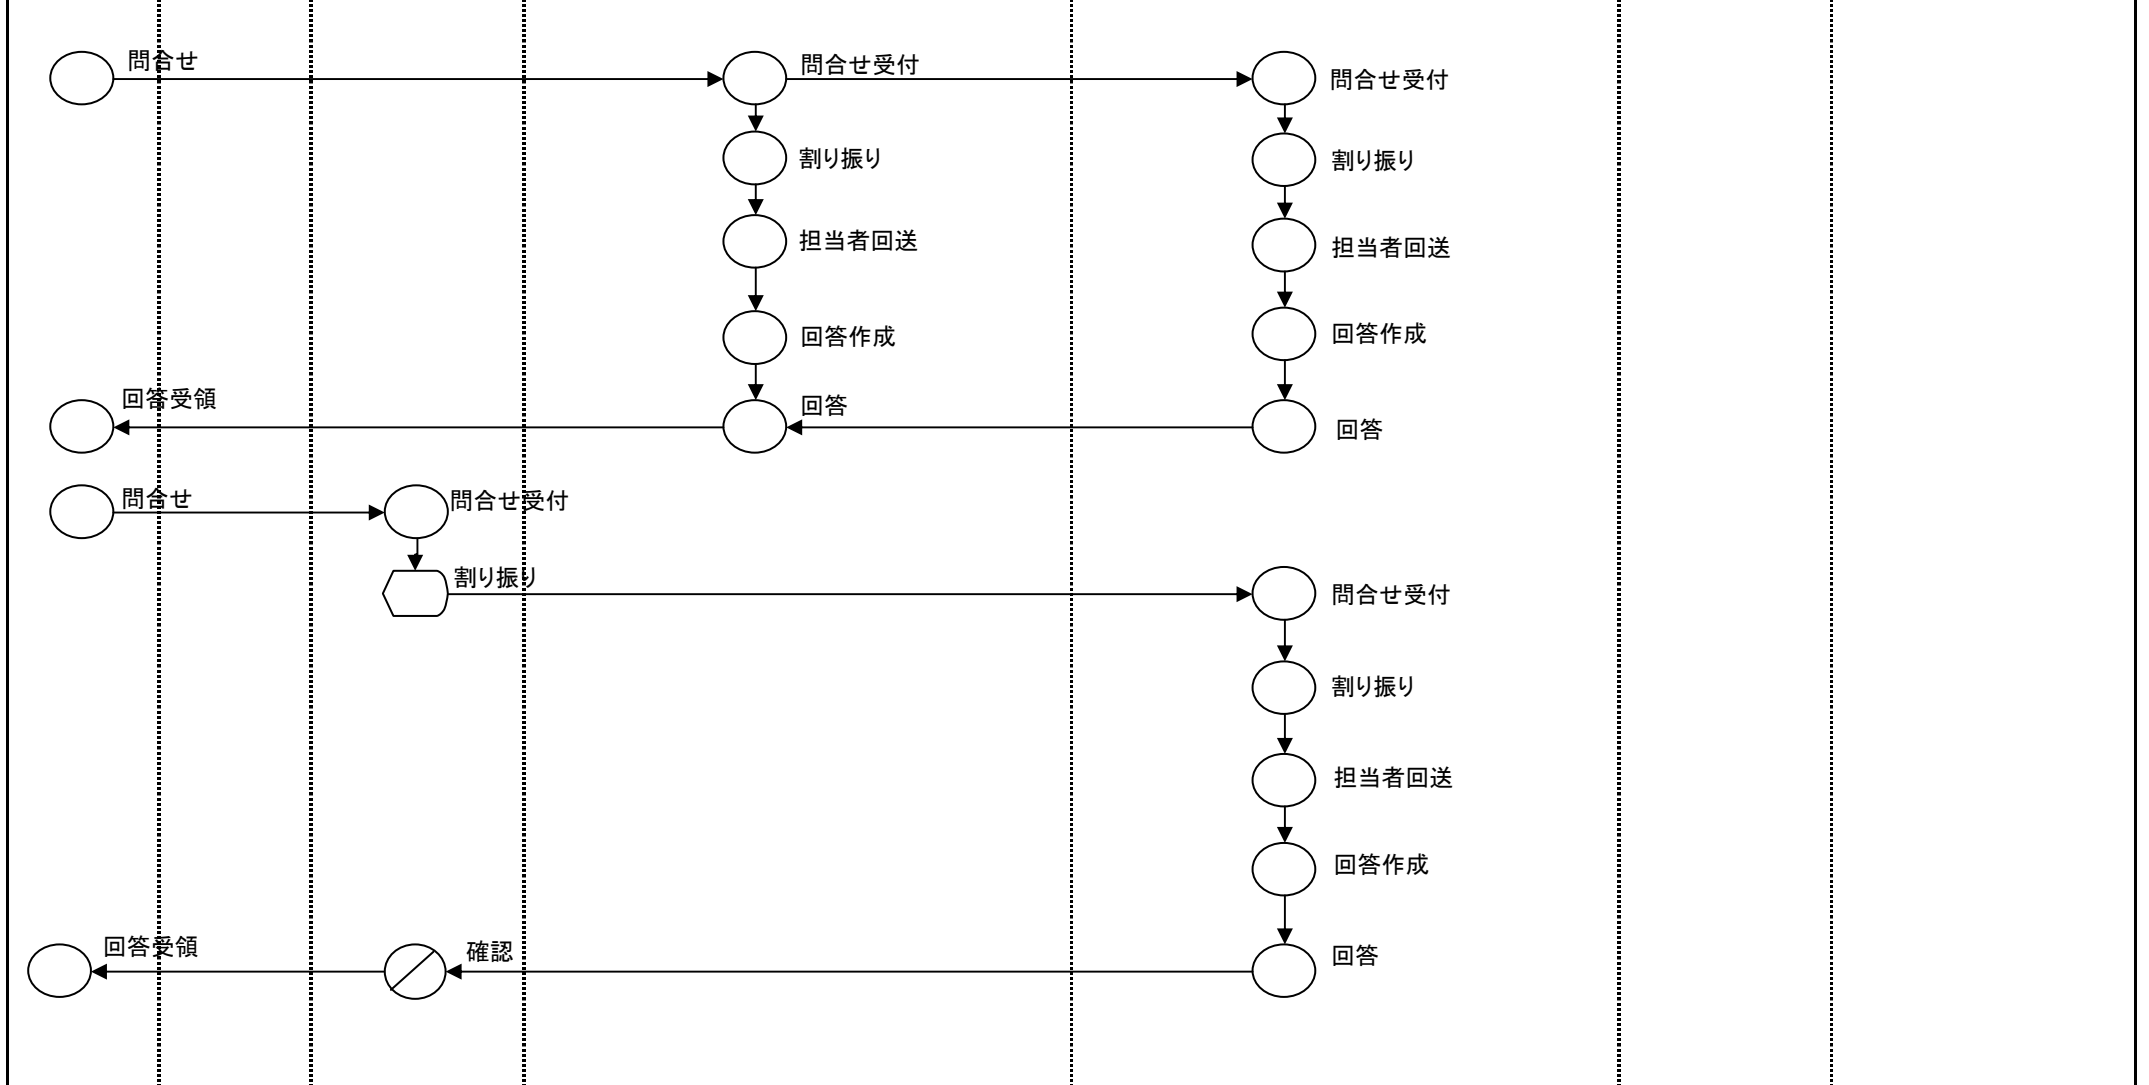 問合せ
問合せ受付
問合せ受付
割り振り
割り振り
担当者回送
担当者回送
回答作成
回答作成
回答受領
回答
回答
問合せ
問合せ受付
割り振り
問合せ受付
割り振り
担当者回送
回答作成
回答受領
確認
回答